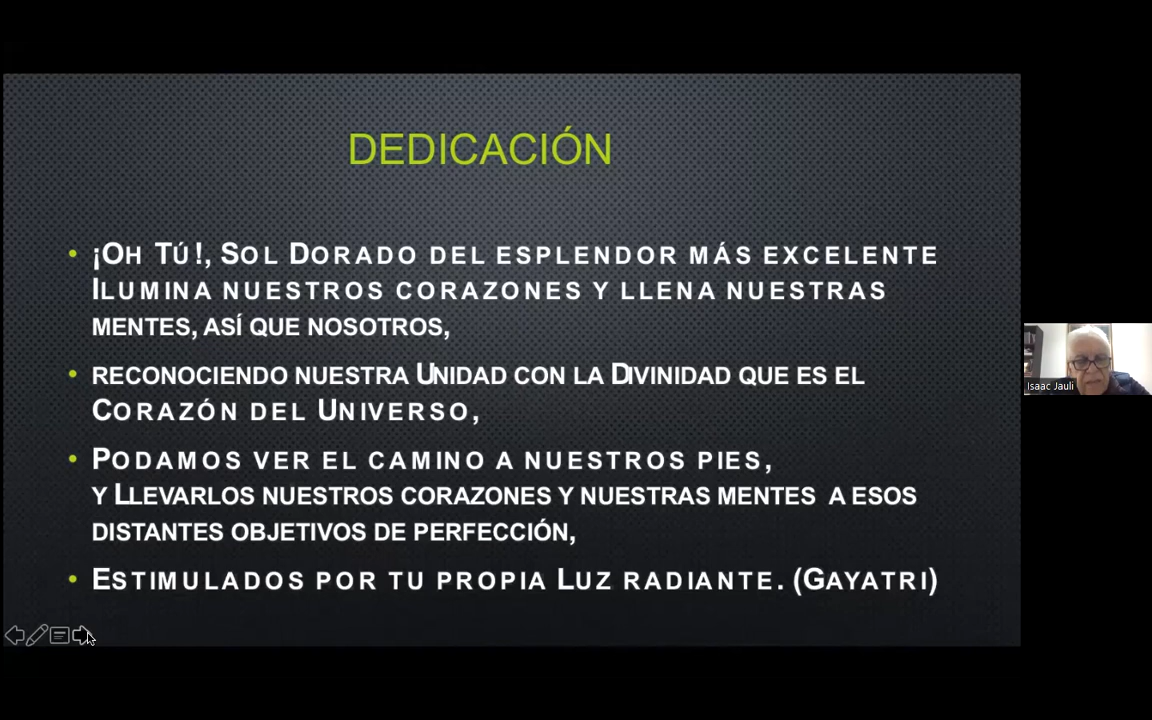 DEDICACIÓN
• ¡OH TÚ!, SOL DORADO DEL ESPLENDOR MÁS EXCELENTE
ILUMINA NUESTROS CORAZONES Y LLENA NUESTRAS
MENTES, ASÍ QUE NOSOTROS,
• RECONOCIENDO NUESTRA UNIDAD CON LA DIVINIDAD QUE ES EL
CORAZÓN DEL UNIVERSO,
• PODAMOS VER EL CAMINO A NUESTROS PIES,
Y LLEVARLOS NUESTROS CORAZONES Y NUESTRAS MENTES A ESOS
DISTANTES OBJETIVOS DE PERFECCIÓN,
• ESTIMULADOS POR TU PROPIA LUZ RADIANTE. (GAYATRI)
Isaac Jauli